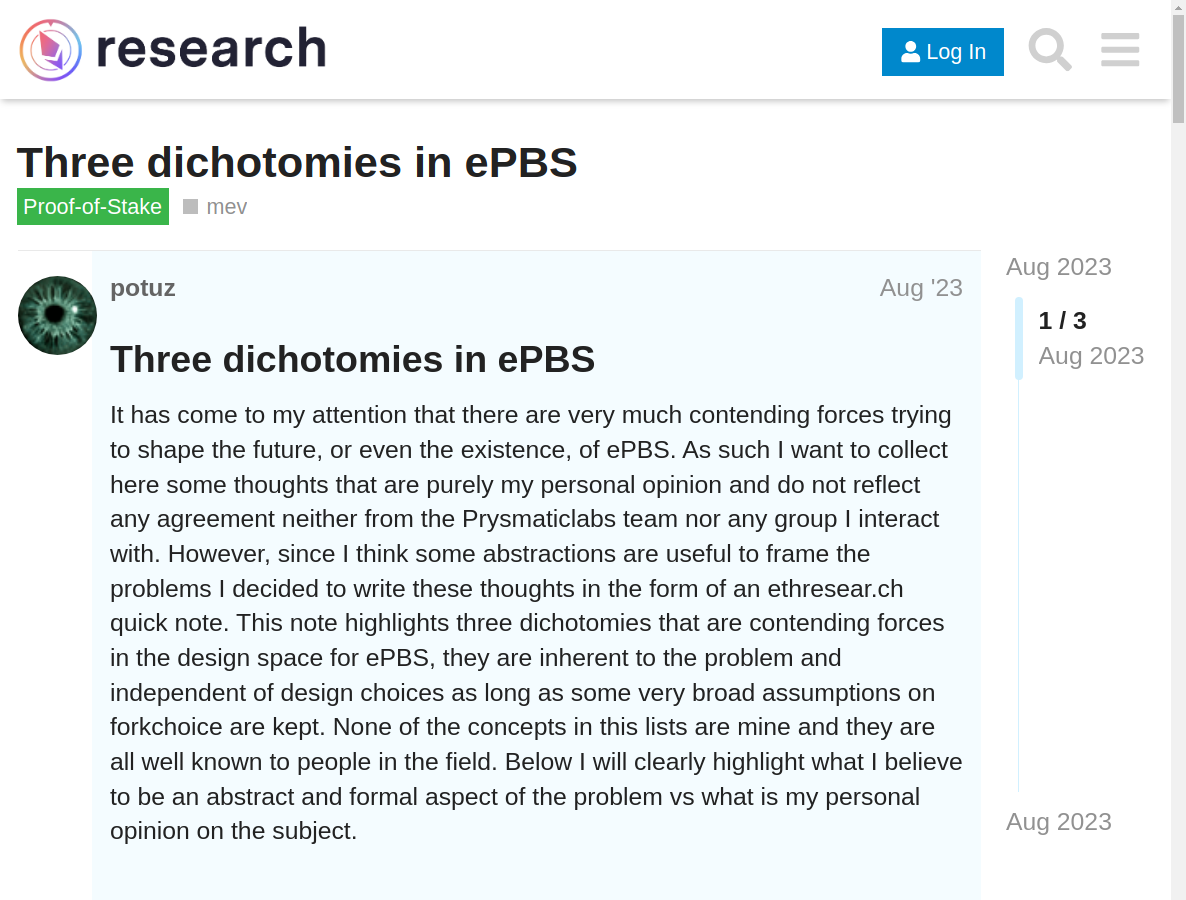 research
Log In
Three dichotomies in ePBS
Proof-of-Stake
mev
potuz
Aug '23
Three dichotomies in ePBS
It has come to my attention that there are very much contending forces trying
to shape the future, or even the existence, of ePBS. As such I want to collect
here some thoughts that are purely my personal opinion and do not reflect
any agreement neither from the Prysmaticlabs team nor any group I interact
with. However, since I think some abstractions are useful to frame the
problems I decided to write these thoughts in the form of an ethresear.ch
quick note. This note highlights three dichotomies that are contending forces
in the design space for ePBS, they are inherent to the problem and
independent of design choices as long as some very broad assumptions on
forkchoice are kept. None of the concepts in this lists are mine and they are
all well known to people in the field. Below I will clearly highlight what I believe
to be an abstract and formal aspect of the problem vs what is my personal
opinion on the subject.
Aug 2023
1 / 3
Aug 2023
Aug 2023